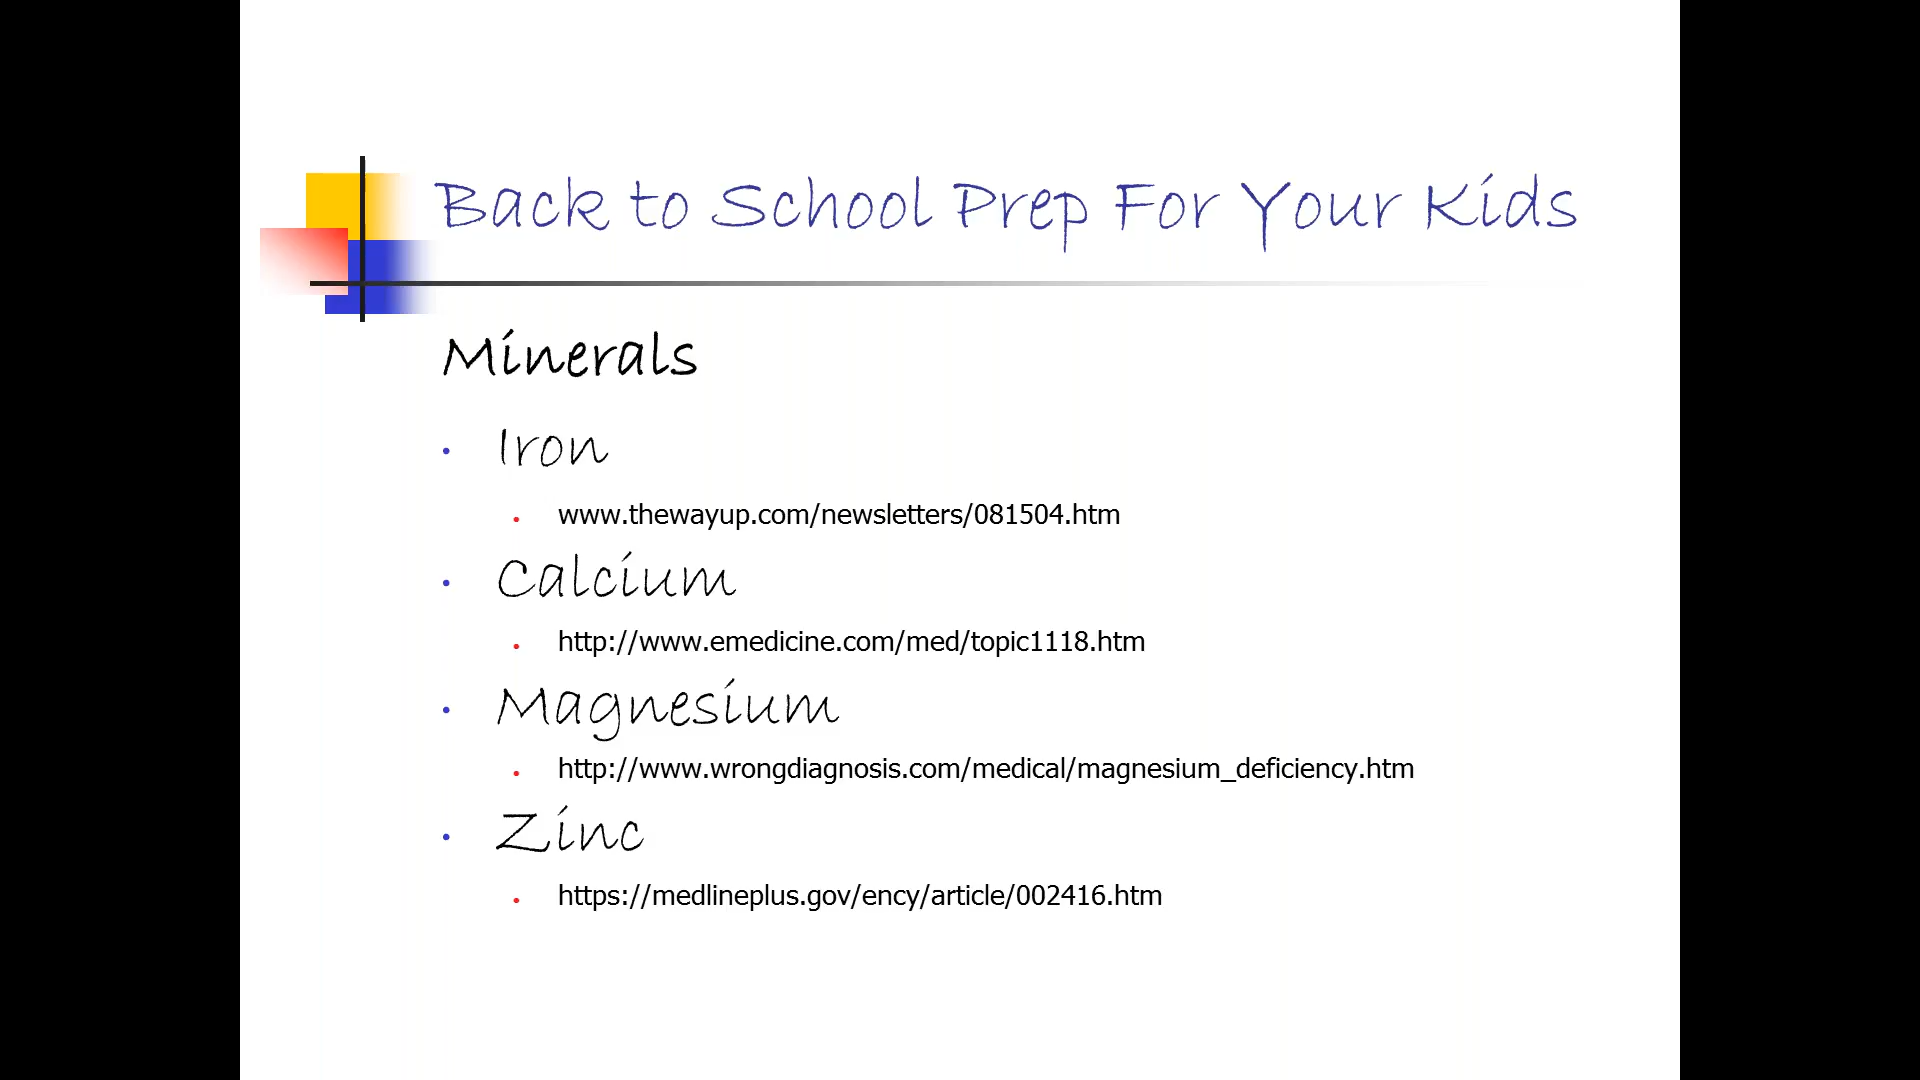 Back to School Prep For Your Kids
Minerals
• Iron
• www.thewayup.com/newsletters/081504.htm
• Calcium
• http://www.emedicine.com/med/topic1118.htm
• Magnesium
• http://www.wrongdiagnosis.com/medical/magnesium_deficiency.htm
• Zinc
• https://medlineplus.gov/ency/article/002416.htm